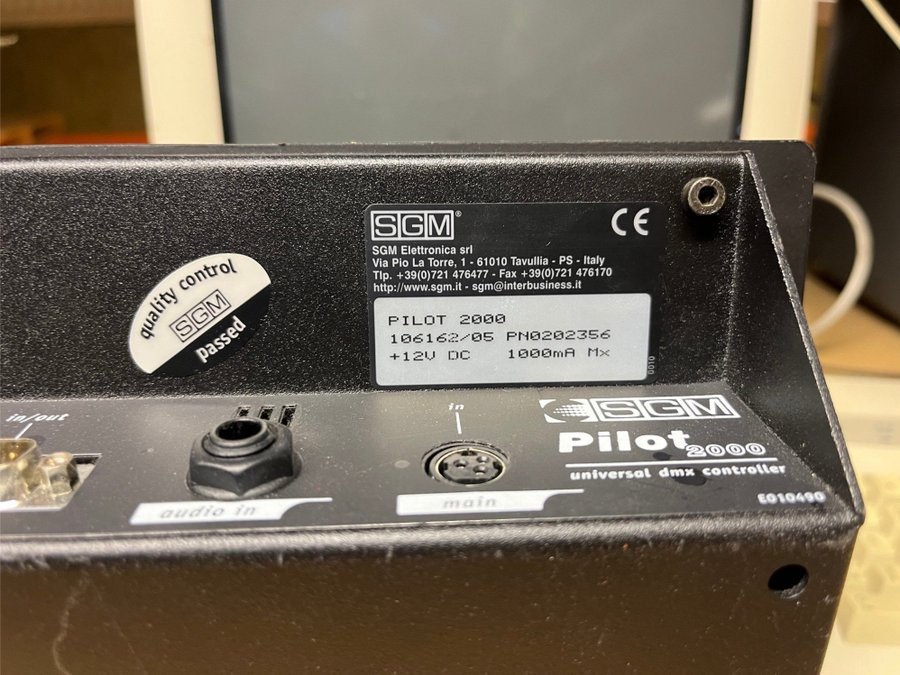 SGM®
CE
SGM Elettronica srl
Via Pio La Torre, 1 - 61010 Tavullia - PS - Italy
Tlp. +39(0)721 476477 - Fax +39(0)721 476170
http://www.sgm.it - sgm@interbusiness.it
PILOT 2000
106162/05 PN0202356
+12V DC 1000mA Mx
0010
quality control
SGM
passed
in/out
audio in
in
main
SGM
Pilot
2000
universal dmx controller
E010490